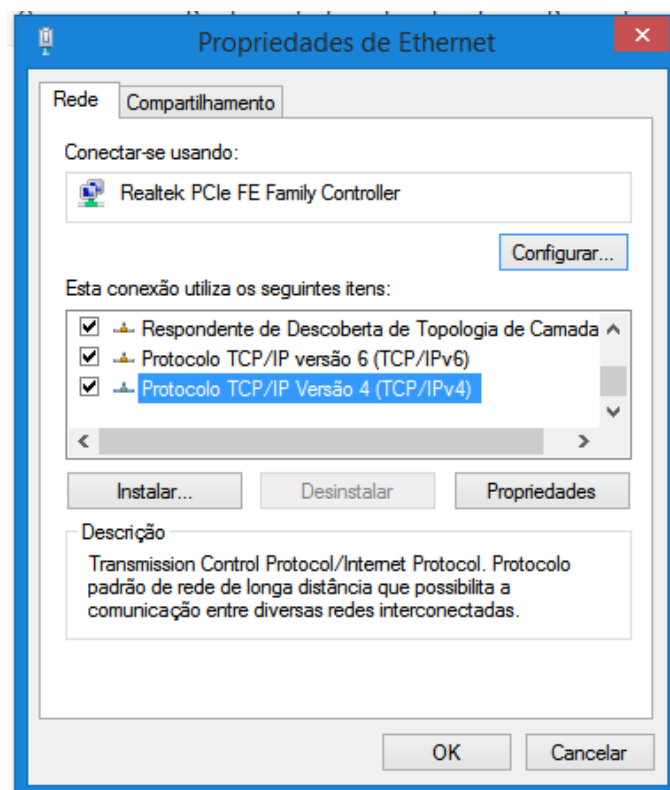 Propriedades de Ethernet
Rede
Compartilhamento
Conectar-se usando:
Realtek PCIe FE Family Controller
Configurar...
Esta conexão utiliza os seguintes itens:
Respondente de Descoberta de Topologia de Camada
Protocolo TCP/IP versão 6 (TCP/IPv6)
Protocolo TCP/IP Versão 4 (TCP/IPv4)
Instalar...
Desinstalar
Propriedades
Descrição
Transmission Control Protocol/Internet Protocol. Protocolo
padrão de rede de longa distância que possibilita a
comunicação entre diversas redes interconectadas.
OK
Cancelar